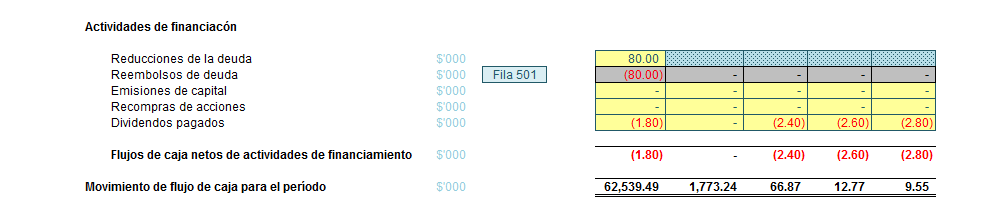 Actividades de financiacón
Reducciones de la deuda $'000 80.00
Reembolsos de deuda $'000 Fila 501 (80.00) - - - -
Emisiones de capital $'000 - - - - -
Recompras de acciones $'000 - - - - -
Dividendos pagados $'000 (1.80) - (2.40) (2.60) (2.80)
Flujos de caja netos de actividades de financiamiento $'000 (1.80) - (2.40) (2.60) (2.80)
Movimiento de flujo de caja para el período $'000 62,539.49 1,773.24 66.87 12.77 9.55